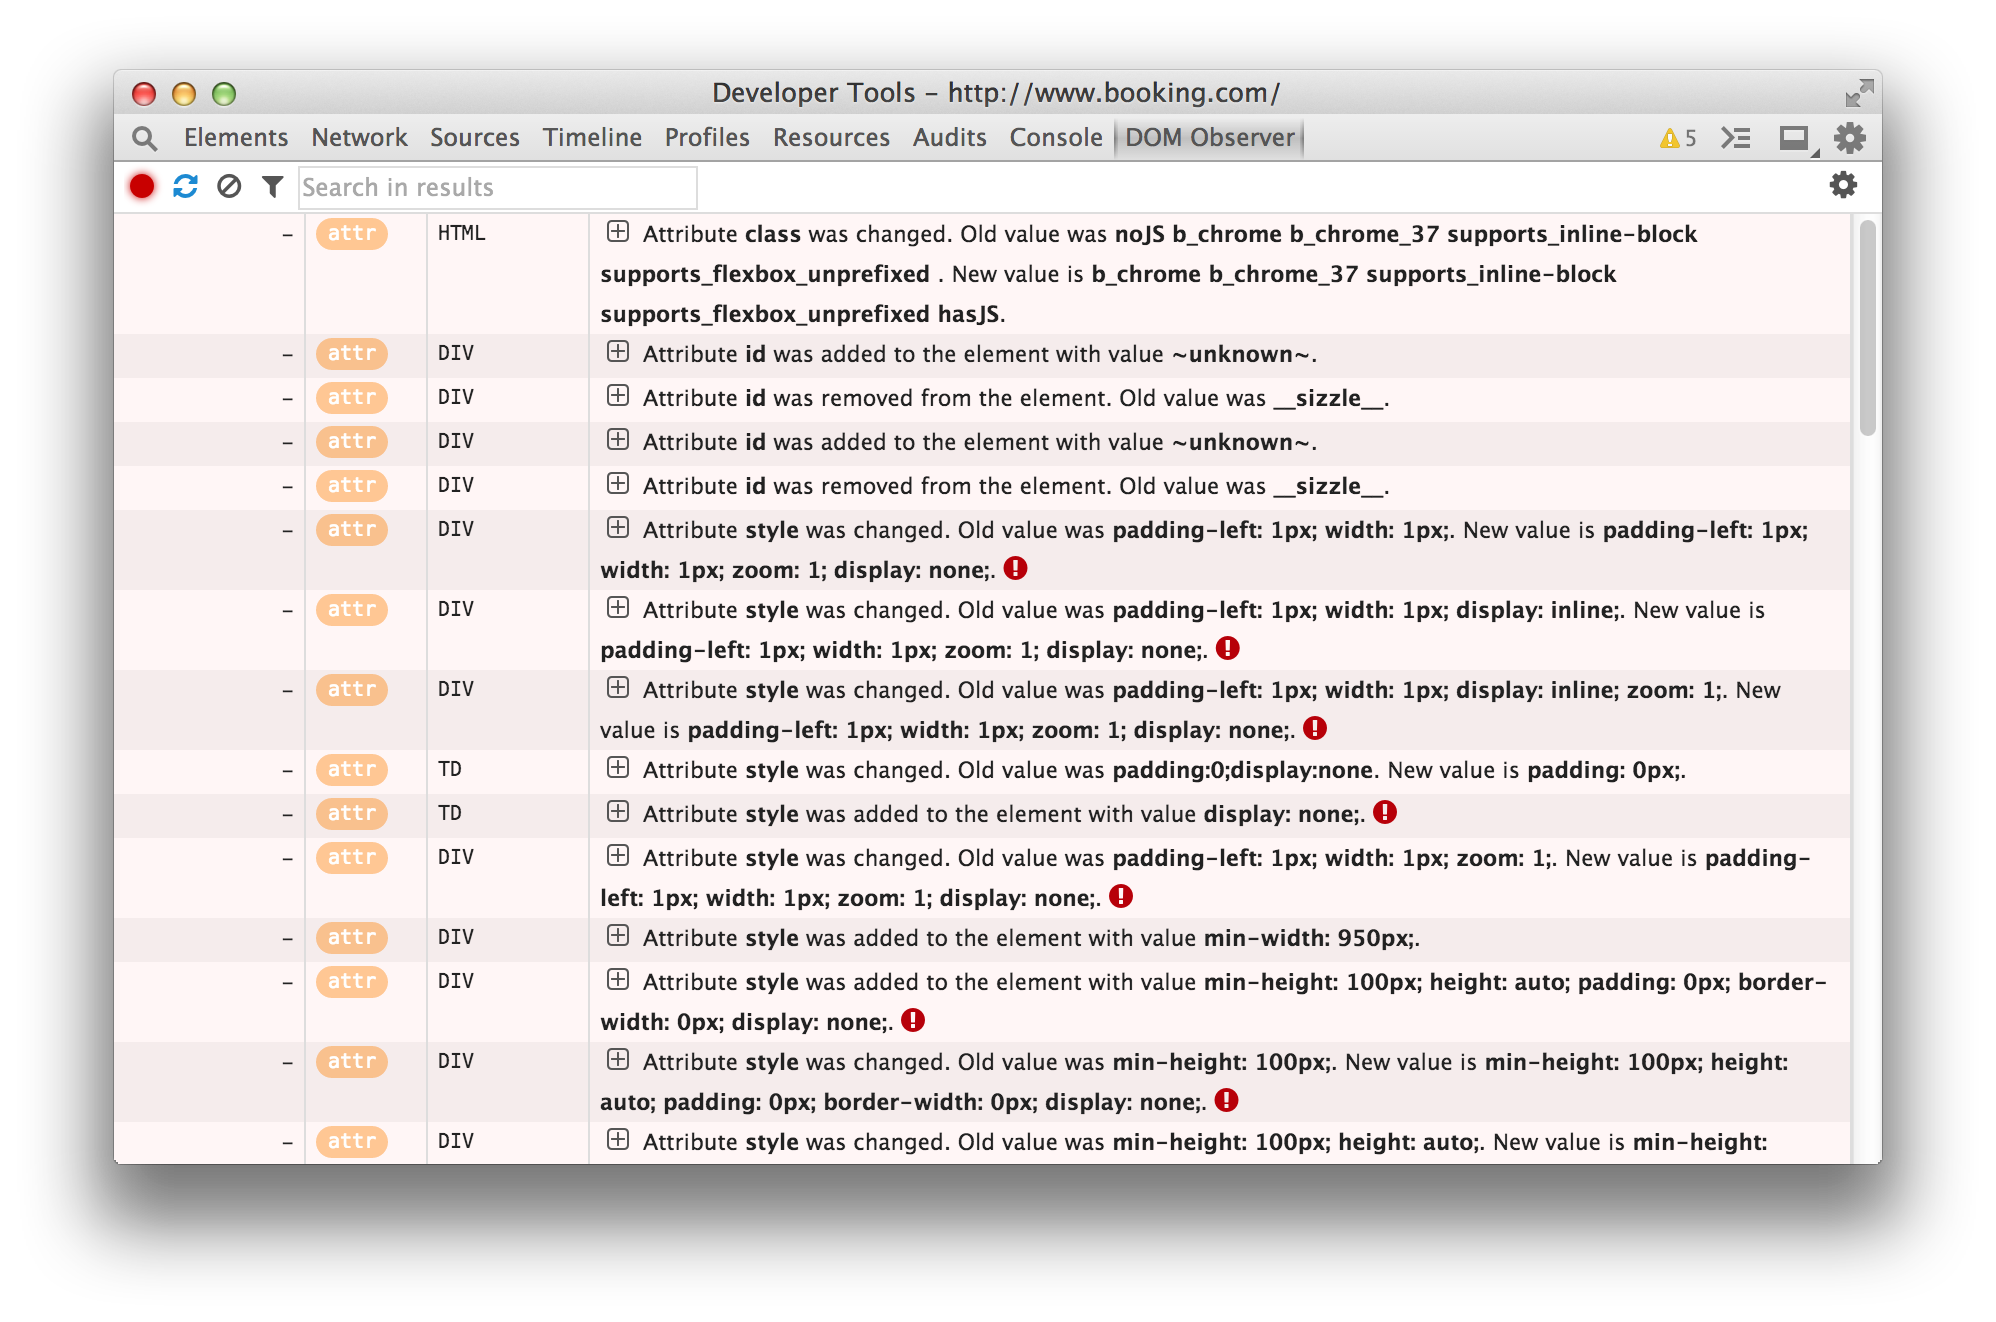 Developer Tools - http://www.booking.com/
Elements Network Sources Timeline Profiles Resources Audits Console DOM Observer 5
Search in results
– attr HTML Attribute class was changed. Old value was noJS b_chrome b_chrome_37 supports_inline-block
supports_flexbox_unprefixed . New value is b_chrome b_chrome_37 supports_inline-block
supports_flexbox_unprefixed hasJS.
– attr DIV Attribute id was added to the element with value ~unknown~.
– attr DIV Attribute id was removed from the element. Old value was __sizzle__.
– attr DIV Attribute id was added to the element with value ~unknown~.
– attr DIV Attribute id was removed from the element. Old value was __sizzle__.
– attr DIV Attribute style was changed. Old value was padding-left: 1px; width: 1px;. New value is padding-left: 1px;
width: 1px; zoom: 1; display: none;.
– attr DIV Attribute style was changed. Old value was padding-left: 1px; width: 1px; display: inline;. New value is
padding-left: 1px; width: 1px; zoom: 1; display: none;.
– attr DIV Attribute style was changed. Old value was padding-left: 1px; width: 1px; display: inline; zoom: 1;. New
value is padding-left: 1px; width: 1px; zoom: 1; display: none;.
– attr TD Attribute style was changed. Old value was padding:0;display:none. New value is padding: 0px;.
– attr TD Attribute style was added to the element with value display: none;.
– attr DIV Attribute style was changed. Old value was padding-left: 1px; width: 1px; zoom: 1;. New value is padding-
left: 1px; width: 1px; zoom: 1; display: none;.
– attr DIV Attribute style was added to the element with value min-width: 950px;.
– attr DIV Attribute style was added to the element with value min-height: 100px; height: auto; padding: 0px; border-
width: 0px; display: none;.
– attr DIV Attribute style was changed. Old value was min-height: 100px;. New value is min-height: 100px; height:
auto; padding: 0px; border-width: 0px; display: none;.
– attr DIV Attribute style was changed. Old value was min-height: 100px; height: auto;. New value is min-height: